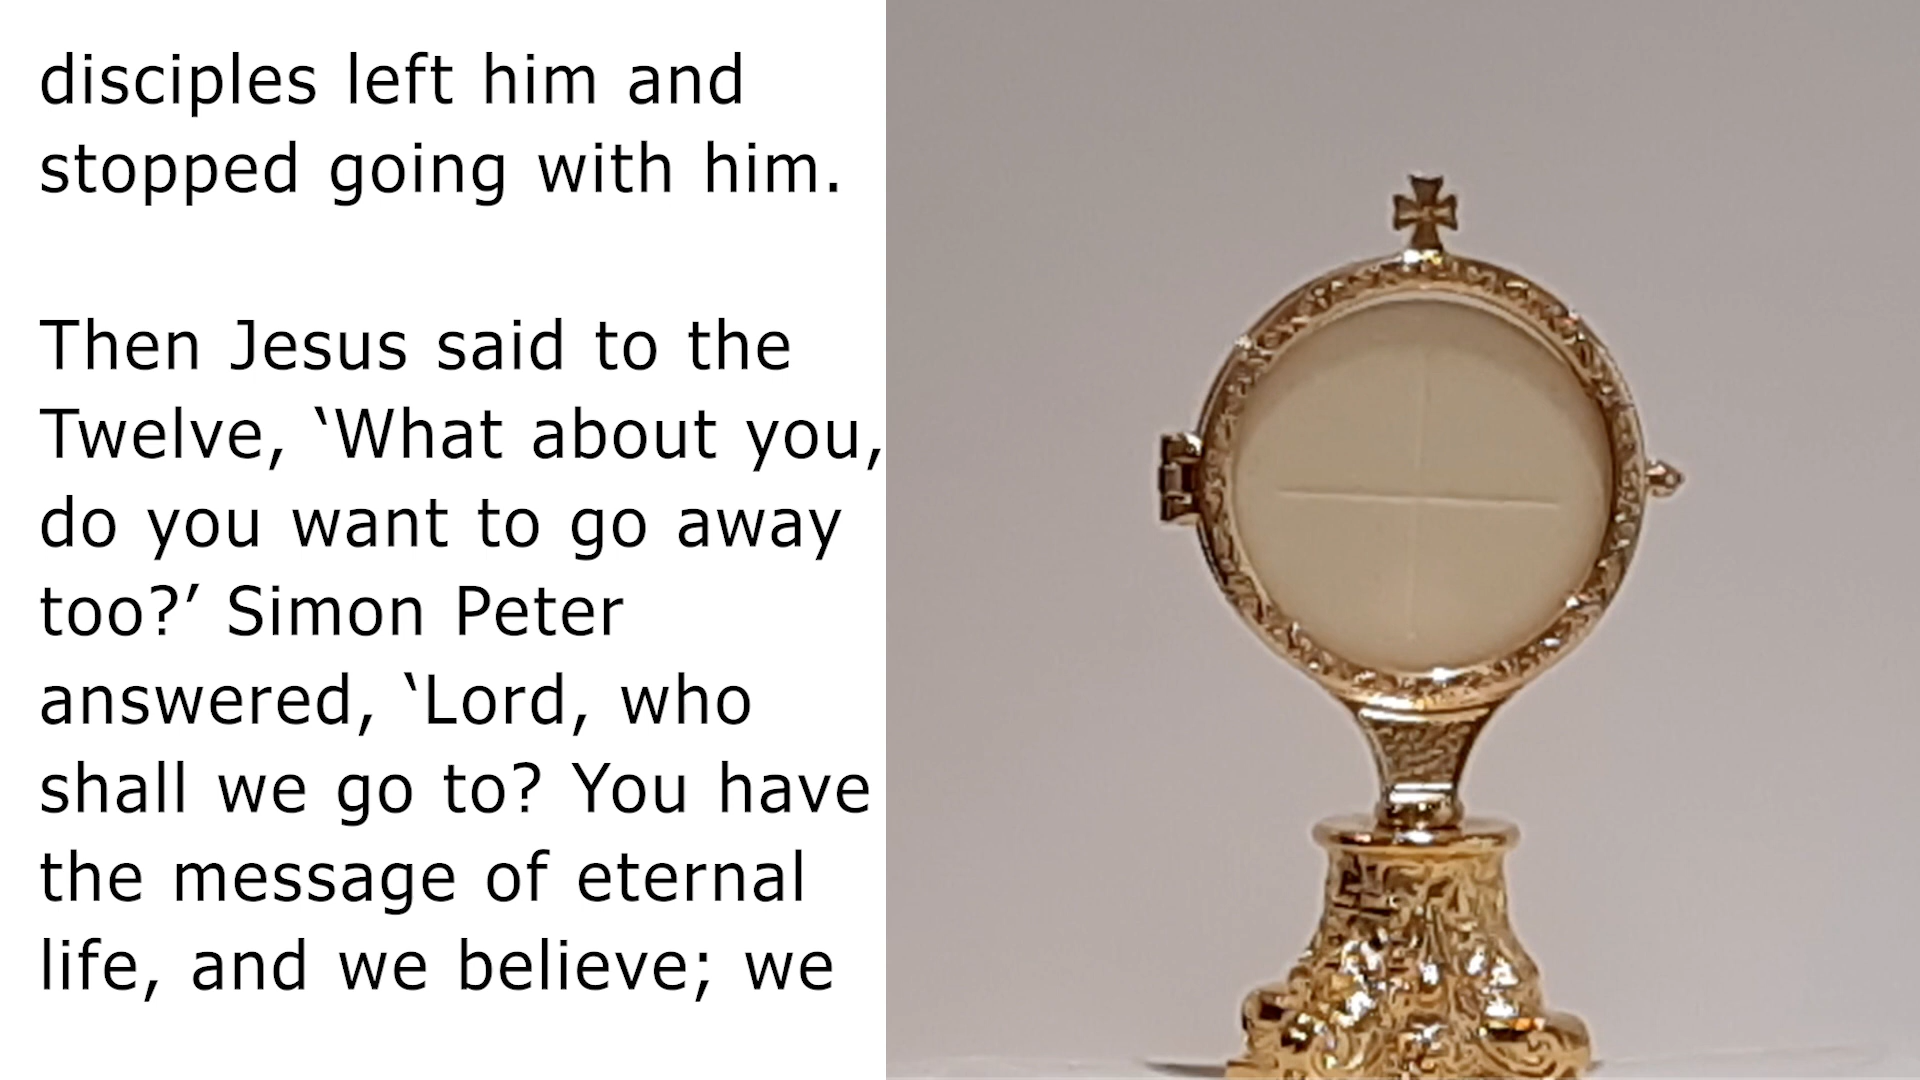 disciples left him and
stopped going with him.
Then Jesus said to the
Twelve, ‘What about you,
do you want to go away
too?’ Simon Peter
answered, ‘Lord, who
shall we go to? You have
the message of eternal
life, and we believe; we